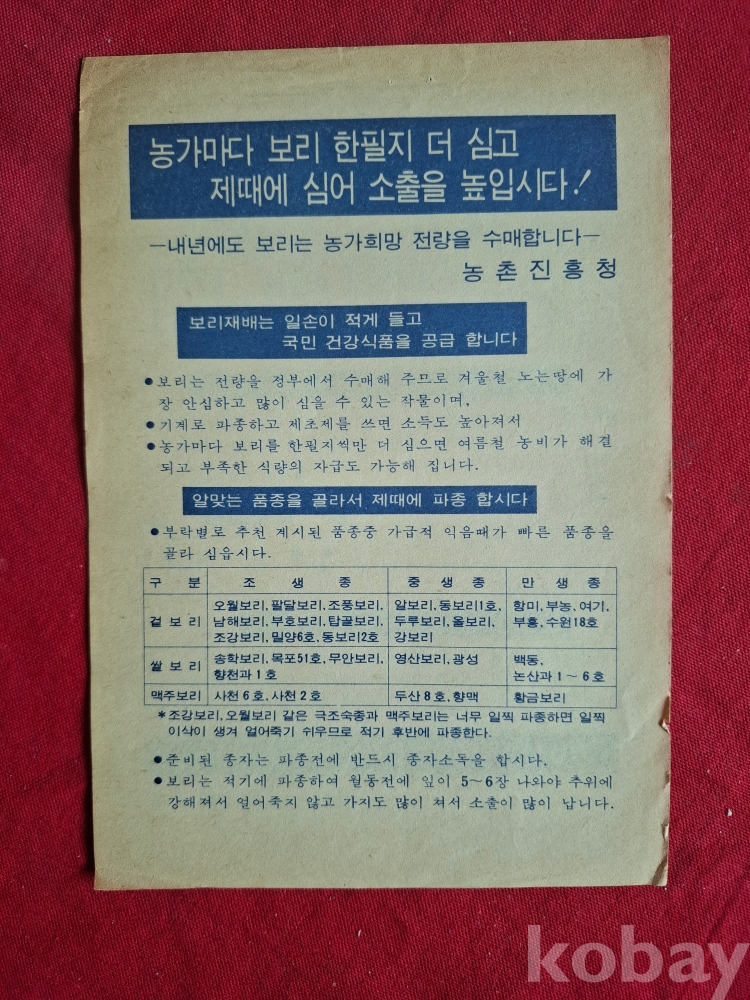 농가마다 보리 한필지 더 심고
제때에 심어 소출을 높입시다!
—내년에도 보리는 농가희망 전량을 수매합니다—
농촌진흥청
보리재배는 일손이 적게 들고
국민 건강식품을 공급 합니다
●보리는 전량을 정부에서 수매해 주므로 겨울철 노는땅에 가
장 안심하고 많이 심을 수 있는 작물이며,
●기계로 파종하고 제초제를 쓰면 소득도 높아져서
●농가마다 보리를 한필지씩만 더 심으면 여름철 농비가 해결
되고 부족한 식량의 자급도 가능해 집니다.
알맞는 품종을 골라서 제때에 파종 합시다
●부락별로 추천 게시된 품종중 가급적 익음때가 빠른 품종을
골라 심읍시다.
구 분 조 생 종 중 생 종 만 생 종
겉보리 오월보리, 팔달보리, 조풍보리, 알보리, 동보리1호, 항미, 부농, 여기,
남해보리, 부호보리, 탑골보리, 두루보리, 올보리, 부흥, 수원18호
조강보리, 밀양6호, 동보리2호 강보리
쌀보리 송학보리, 목포51호, 무안보리, 영산보리, 광성 백동,
향천과1호 논산과1~6호
맥주보리 사천6호, 사천2호 두산8호, 향맥 황금보리
*조강보리, 오월보리 같은 극조숙종과 맥주보리는 너무 일찍 파종하면 일찍
이삭이 생겨 얼어죽기 쉬우므로 적기 후반에 파종한다.
●준비된 종자는 파종전에 반드시 종자소독을 합시다.
●보리는 적기에 파종하여 월동전에 잎이 5~6장 나와야 추위에
강해져서 얼어죽지 않고 가지도 많이 쳐서 소출이 많이 납니다.
kobay